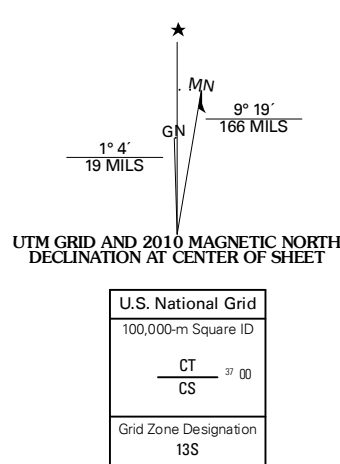 ★
MN
GN
9° 19´
166 MILS
1° 4´
19 MILS
UTM GRID AND 2010 MAGNETIC NORTH
DECLINATION AT CENTER OF SHEET
U.S. National Grid
100,000-m Square ID
CT
37 00
CS
Grid Zone Designation
13S